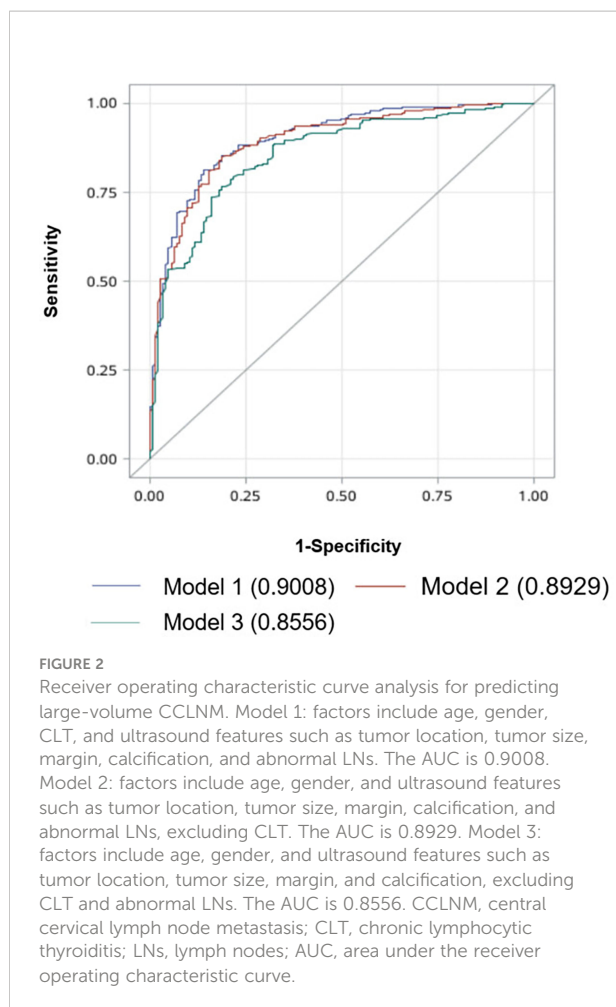 1.00
0.75
0.50
0.25
0.00
Sensitivity
0.00 0.25 0.50 0.75 1.00
1-Specificity
Model 1 (0.9008) Model 2 (0.8929)
Model 3 (0.8556)
FIGURE 2
Receiver operating characteristic curve analysis for predicting
large-volume CCLNM. Model 1: factors include age, gender,
CLT, and ultrasound features such as tumor location, tumor size,
margin, calcification, and abnormal LNs. The AUC is 0.9008.
Model 2: factors include age, gender, and ultrasound features
such as tumor location, tumor size, margin, calcification, and
abnormal LNs, excluding CLT. The AUC is 0.8929. Model 3:
factors include age, gender, and ultrasound features such as
tumor location, tumor size, margin, and calcification, excluding
CLT and abnormal LNs. The AUC is 0.8556. CCLNM, central
cervical lymph node metastasis; CLT, chronic lymphocytic
thyroiditis; LNs, lymph nodes; AUC, area under the receiver
operating characteristic curve.